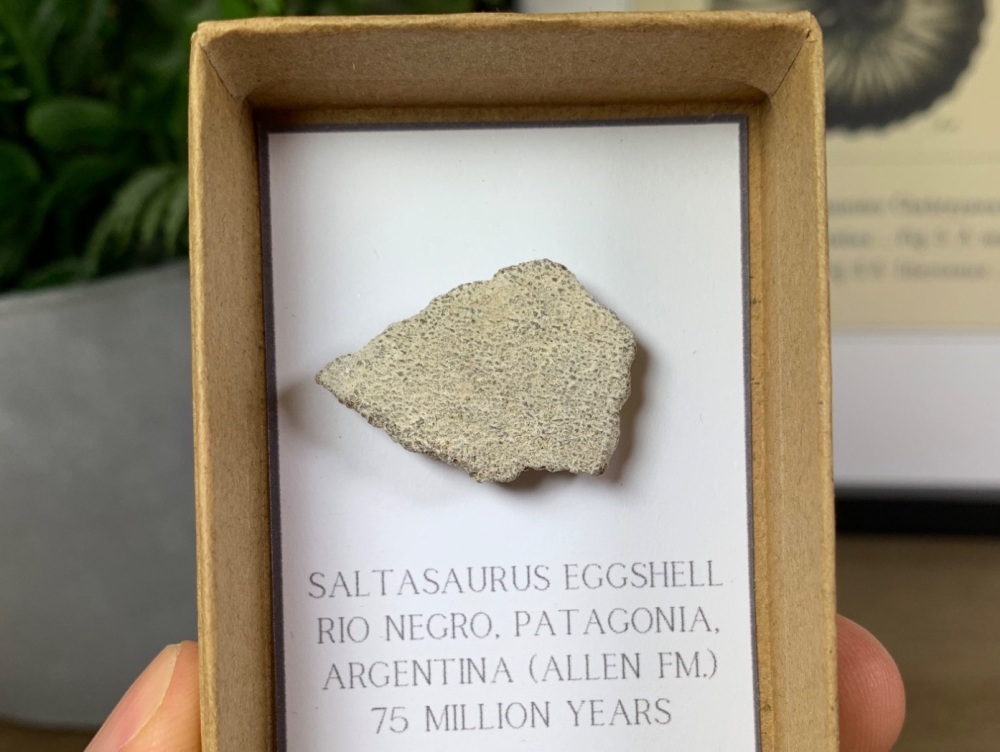 SALTASAURUS EGGSHELL
RIO NEGRO, PATAGONIA,
ARGENTINA (ALLEN FM.)
75 MILLION YEARS